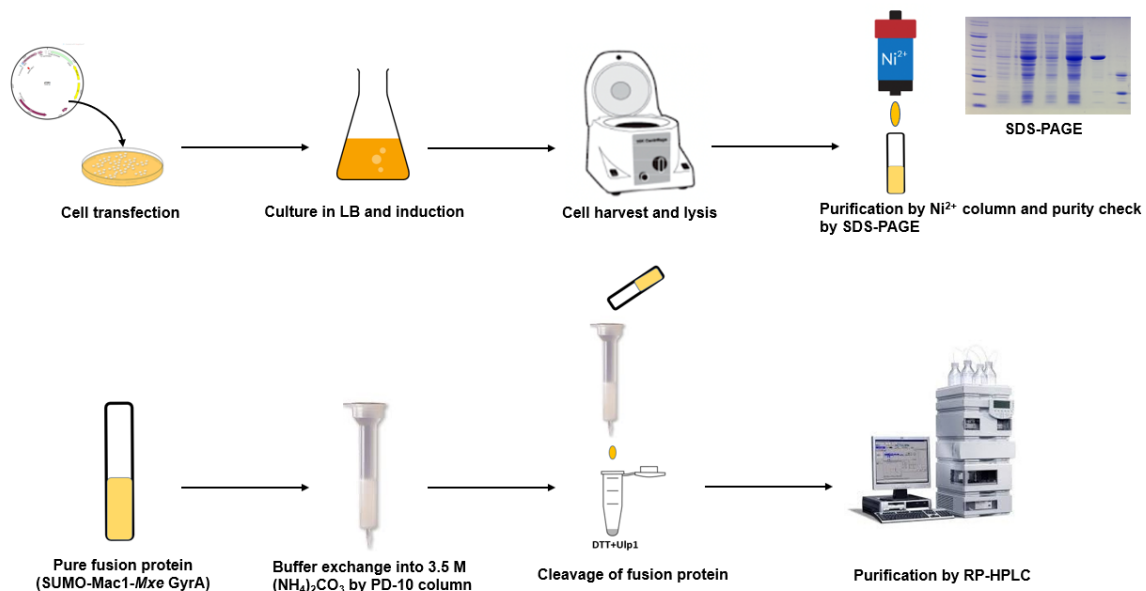 Ni²⁺
SDS-PAGE
Cell transfection
Culture in LB and induction
Cell harvest and lysis
Purification by Ni²⁺ column and purity check
by SDS-PAGE
DTT+Ulp1
Pure fusion protein
(SUMO-Mac1-Mxe GyrA)
Buffer exchange into 3.5 M
(NH₄)₂CO₃ by PD-10 column
Cleavage of fusion protein
Purification by RP-HPLC